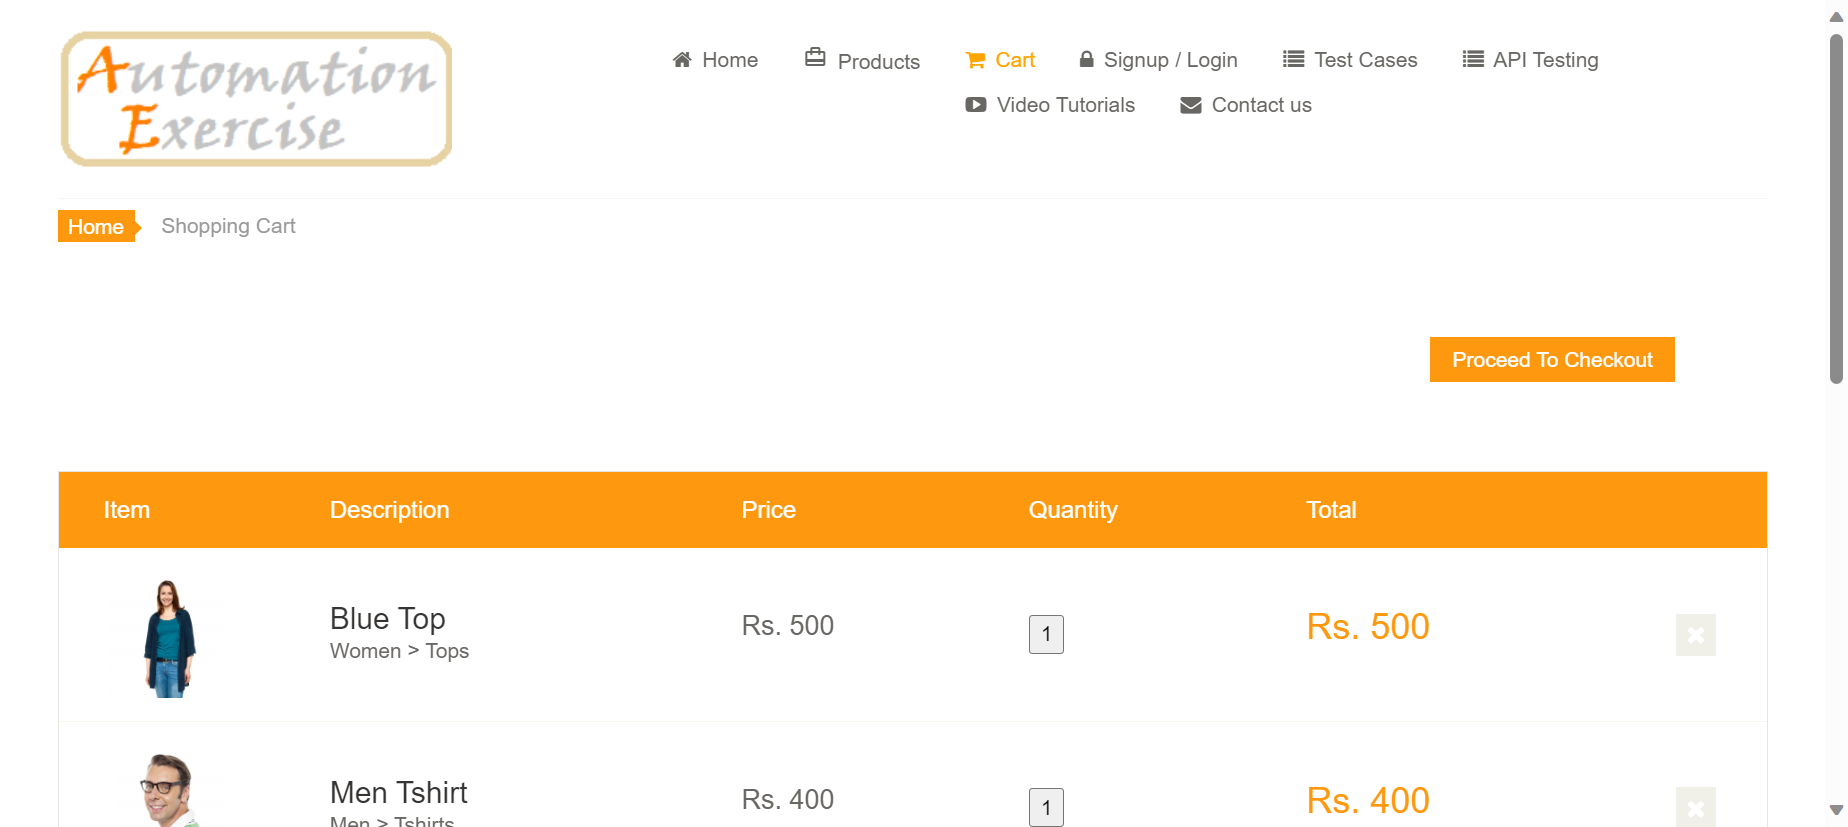 Automation
Exercise
Home Products Cart Signup / Login Test Cases API Testing
Video Tutorials Contact us
Home Shopping Cart
Proceed To Checkout
Item Description Price Quantity Total
Blue Top Rs. 500 1 Rs. 500
Women > Tops
Men Tshirt Rs. 400 1 Rs. 400
Men > Tshirts